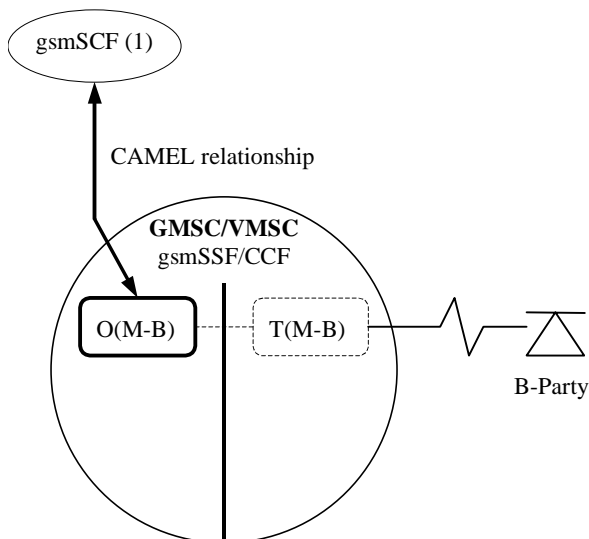 gsmSCF (1)
CAMEL relationship
GMSC/VMSC
gsmSSF/CCF
O(M-B)
T(M-B)
B-Party